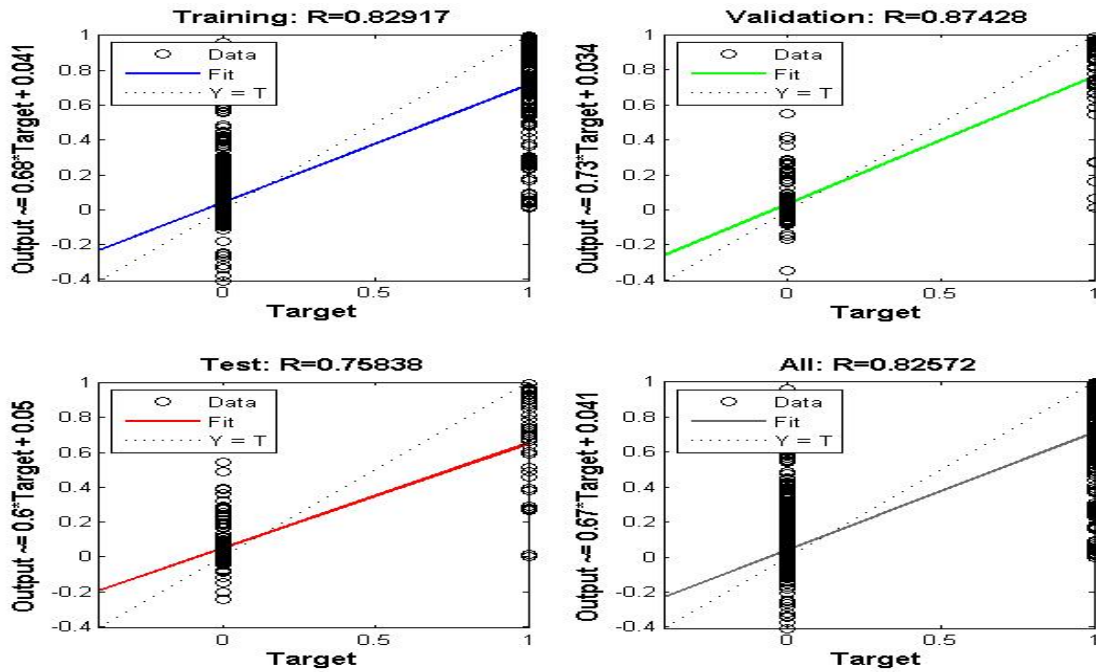 Training: R=0.82917
Output ~= 0.68*Target + 0.041
1
0.8
0.6
0.4
0.2
0
-0.2
-0.4
Data
Fit
Y = T
0
0.5
1
Target
Validation: R=0.87428
Output ~= 0.73*Target + 0.034
1
0.8
0.6
0.4
0.2
0
-0.2
-0.4
Data
Fit
Y = T
0
0.5
1
Target
Test: R=0.75838
Output ~= 0.6*Target + 0.05
1
0.8
0.6
0.4
0.2
0
-0.2
-0.4
Data
Fit
Y = T
0
0.5
1
Target
All: R=0.82572
Output ~= 0.67*Target + 0.041
1
0.8
0.6
0.4
0.2
0
-0.2
-0.4
Data
Fit
Y = T
0
0.5
1
Target